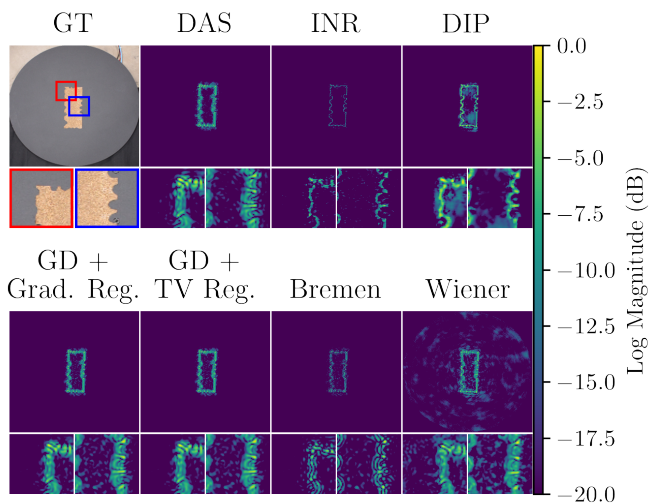 GT DAS INR DIP
GD + Grad. Reg.
GD + TV Reg.
Bremen Wiener
0.0
−2.5
−5.0
−7.5
−10.0
−12.5
−15.0
−17.5
−20.0
Log Magnitude (dB)